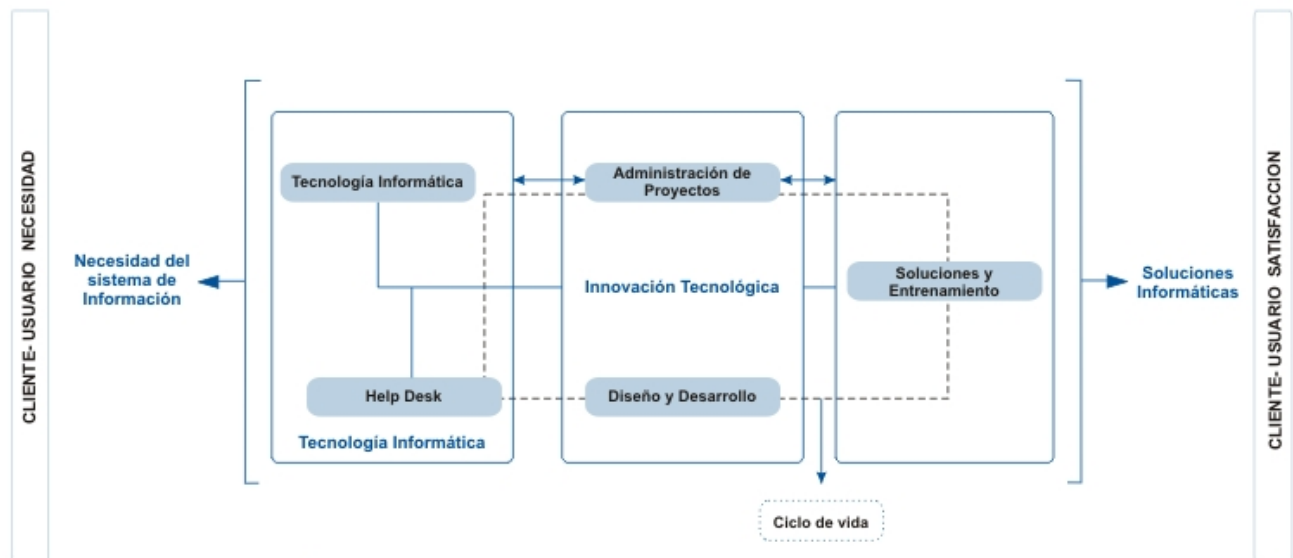 CLIENTE- USUARIO NECESIDAD
Necesidad del
sistema de
Información
Tecnología Informática
Help Desk
Tecnología Informática
Administración de
Proyectos
Innovación Tecnológica
Diseño y Desarrollo
Soluciones y
Entrenamiento
Ciclo de vida
Soluciones
Informáticas
CLIENTE- USUARIO SATISFACCION